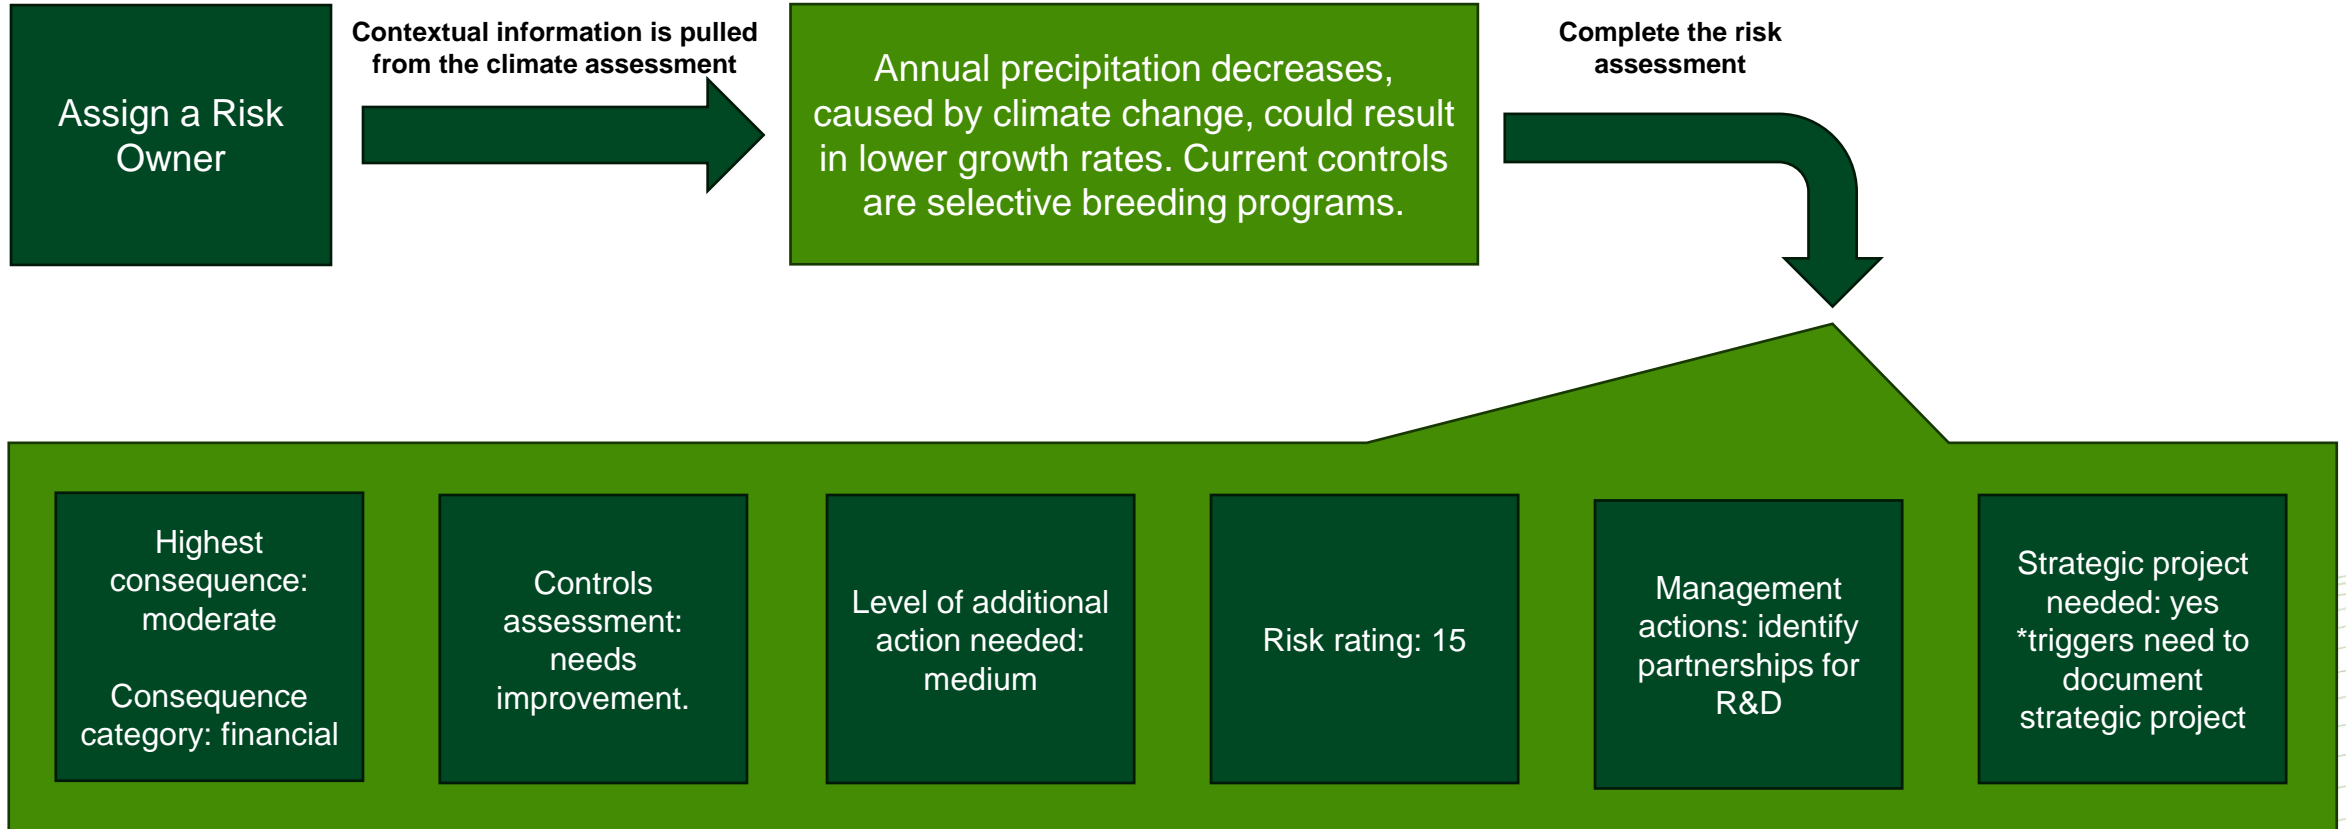 Assign a Risk
Owner
Contextual information is pulled
from the climate assessment
Annual precipitation decreases,
caused by climate change, could result
in lower growth rates. Current controls
are selective breeding programs.
Complete the risk
assessment
Highest
consequence:
moderate
Consequence
category: financial
Controls
assessment:
needs
improvement.
Level of additional
action needed:
medium
Risk rating: 15
Management
actions: identify
partnerships for
R&D
Strategic project
needed: yes
*triggers need to
document
strategic project